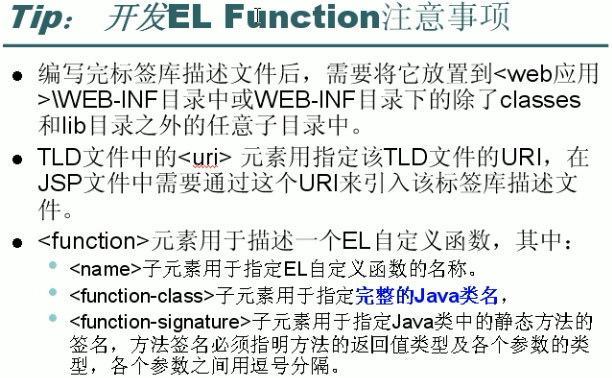 Tip： 开发EL Function注意事项
编写完标签库描述文件后，需要将它放置到<web应用
>\WEB-INF目录中或WEB-INF目录下的除了classes
和lib目录之外的任意子目录中。
TLD文件中的<uri> 元素用指定该TLD文件的URI，在
JSP文件中需要通过这个URI来引入该标签库描述文
件。
<function>元素用于描述一个EL自定义函数，其中：
<name>子元素用于指定EL自定义函数的名称。
<function-class>子元素用于指定完整的Java类名，
<function-signature>子元素用于指定Java类中的静态方法的
签名，方法签名必须指明方法的返回值类型及各个参数的类
型，各个参数之间用逗号分隔。